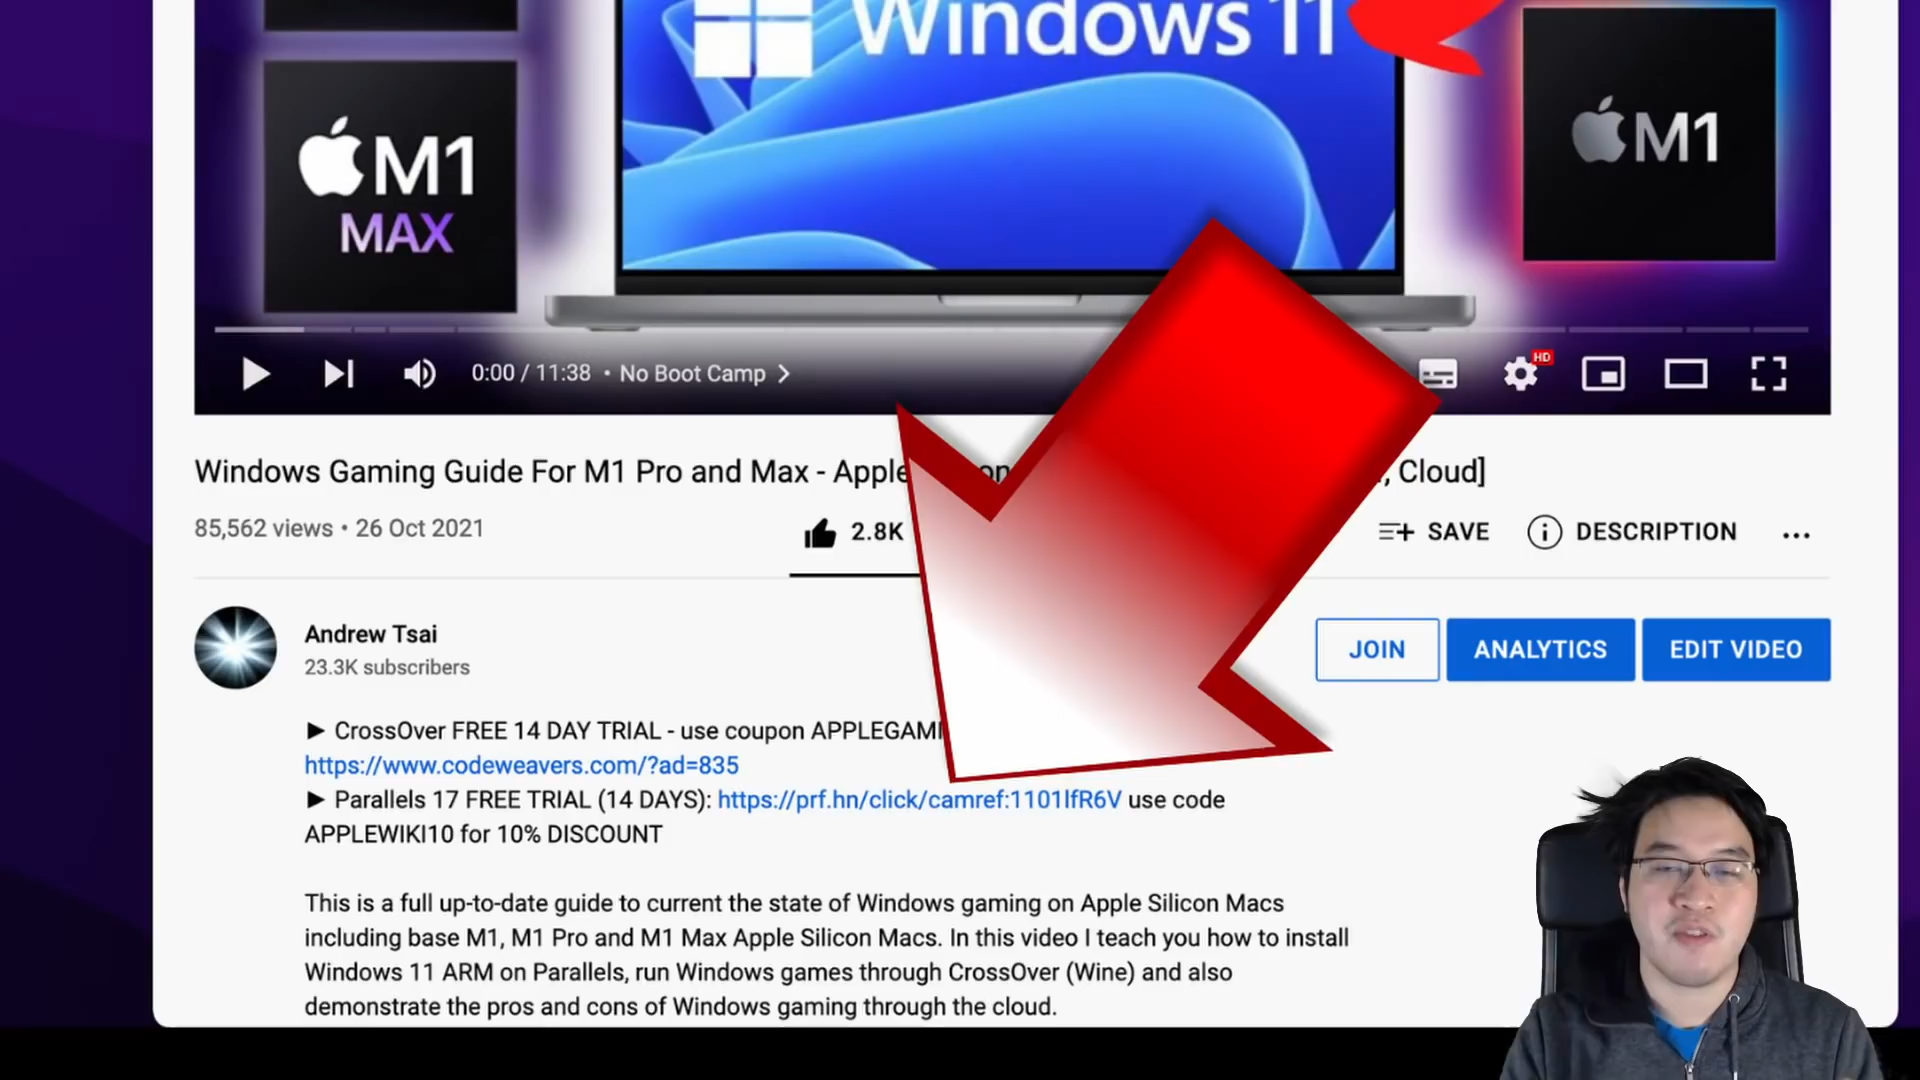 Windows 11
M1
MAX
M1
0:00 / 11:38 • No Boot Camp >
HD
Windows Gaming Guide For M1 Pro and Max - Apple Cloud]
85,562 views • 26 Oct 2021
2.8K
SAVE
DESCRIPTION
...
Andrew Tsai
23.3K subscribers
JOIN
ANALYTICS
EDIT VIDEO
► CrossOver FREE 14 DAY TRIAL - use coupon
https://www.codeweavers.com/?ad=835
► Parallels 17 FREE TRIAL (14 DAYS): https://prf.hn/click/camref:1101lfR6V use code
APPLEWIKI10 for 10% DISCOUNT
This is a full up-to-date guide to current the state of Windows gaming on Apple Silicon Macs
including base M1, M1 Pro and M1 Max Apple Silicon Macs. In this video I teach you how to install
Windows 11 ARM on Parallels, run Windows games through CrossOver (Wine) and also
demonstrate the pros and cons of Windows gaming through the cloud.